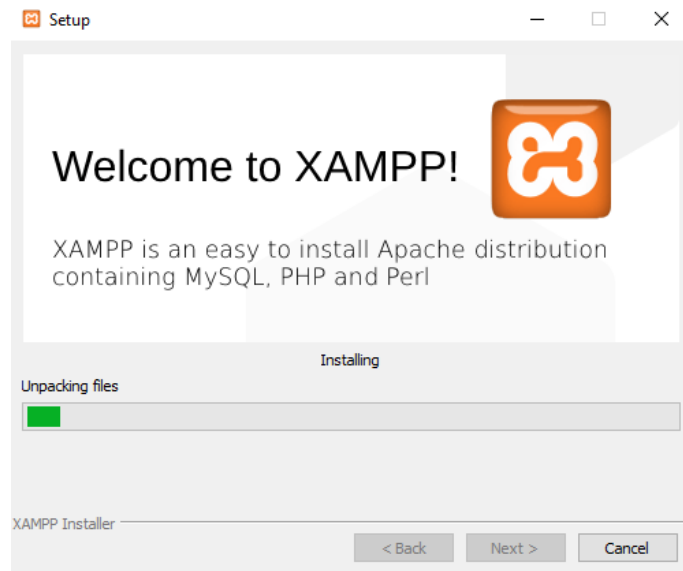 Setup
Welcome to XAMPP!
XAMPP is an easy to install Apache distribution
containing MySQL, PHP and Perl
Installing
Unpacking files
XAMPP Installer
< Back
Next >
Cancel